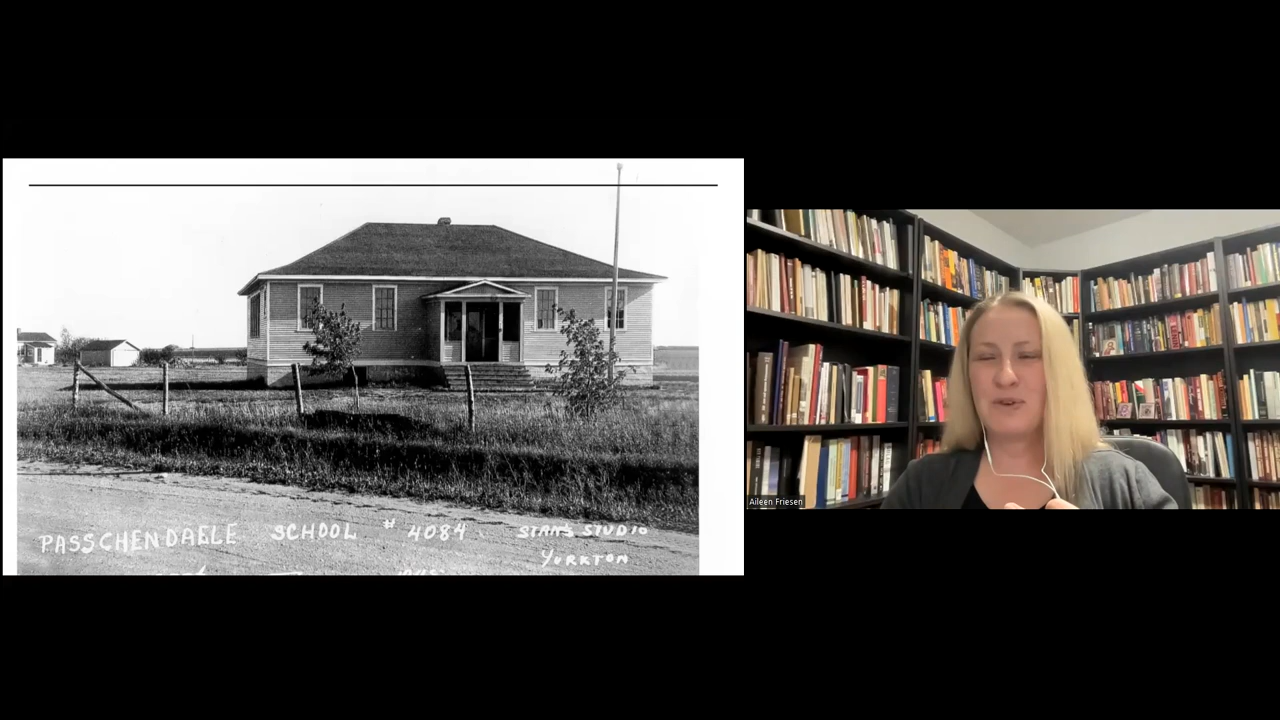 PASSCHENDAELE SCHOOL # 4084
STAN'S STUDIO
YORKTON
Aileen Friesen